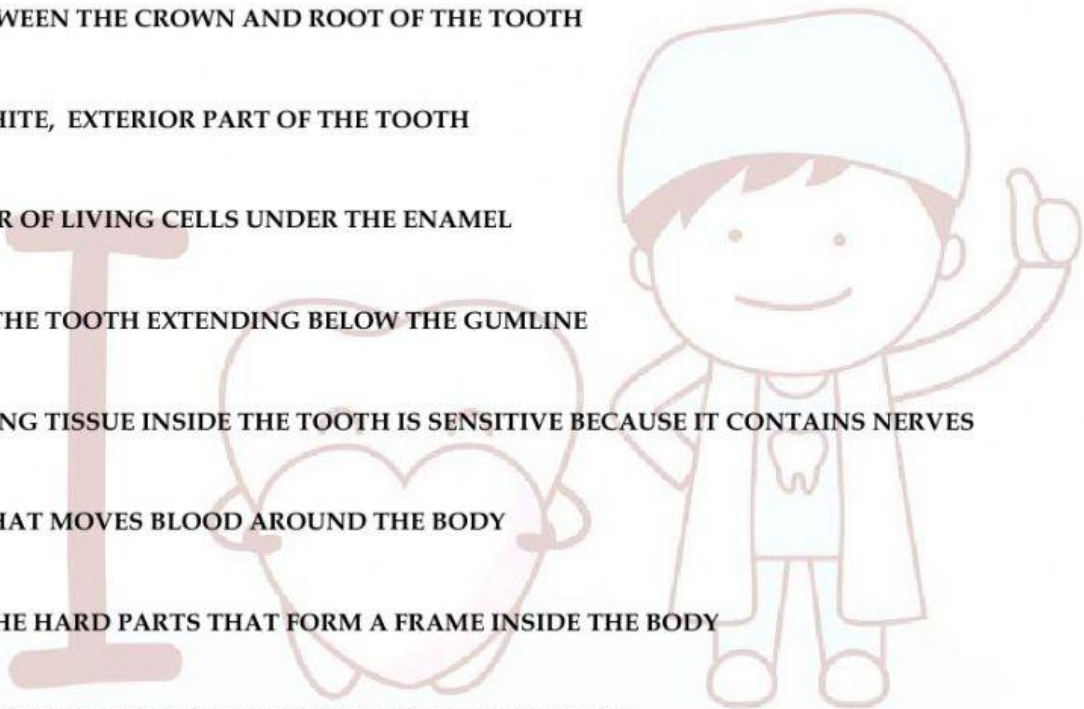 WEEN THE CROWN AND ROOT OF THE TOOTH
HITE, EXTERIOR PART OF THE TOOTH
R OF LIVING CELLS UNDER THE ENAMEL
THE TOOTH EXTENDING BELOW THE GUMLINE
NG TISSUE INSIDE THE TOOTH IS SENSITIVE BECAUSE IT CONTAINS NERVES
HAT MOVES BLOOD AROUND THE BODY
HE HARD PARTS THAT FORM A FRAME INSIDE THE BODY
I